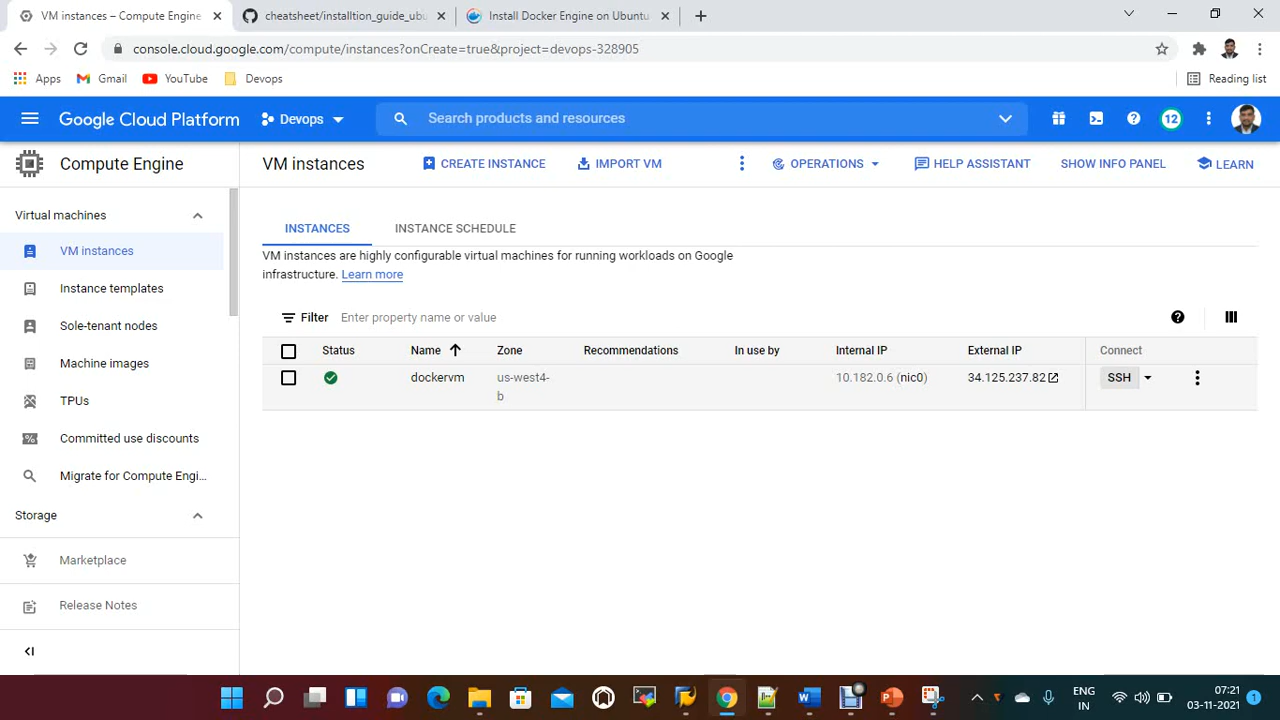 VM instances – Compute Engine
cheatsheet/installtion_guide_ubu
Install Docker Engine on Ubuntu
console.cloud.google.com/compute/instances?onCreate=true&project=devops-328905
Apps
Gmail
YouTube
Devops
Reading list
Google Cloud Platform
Devops
Search products and resources
12
Compute Engine
VM instances
CREATE INSTANCE
IMPORT VM
OPERATIONS
HELP ASSISTANT
SHOW INFO PANEL
LEARN
Virtual machines
VM instances
Instance templates
Sole-tenant nodes
Machine images
TPUs
Committed use discounts
Migrate for Compute Engi...
Storage
Marketplace
Release Notes
INSTANCES
INSTANCE SCHEDULE
VM instances are highly configurable virtual machines for running workloads on Google
infrastructure. Learn more
Filter
Enter property name or value
Status
Name
Zone
Recommendations
In use by
Internal IP
External IP
Connect
dockervm
us-west4-
b
10.182.0.6 (nic0)
34.125.237.82
SSH
ENG
IN
07:21
03-11-2021
1